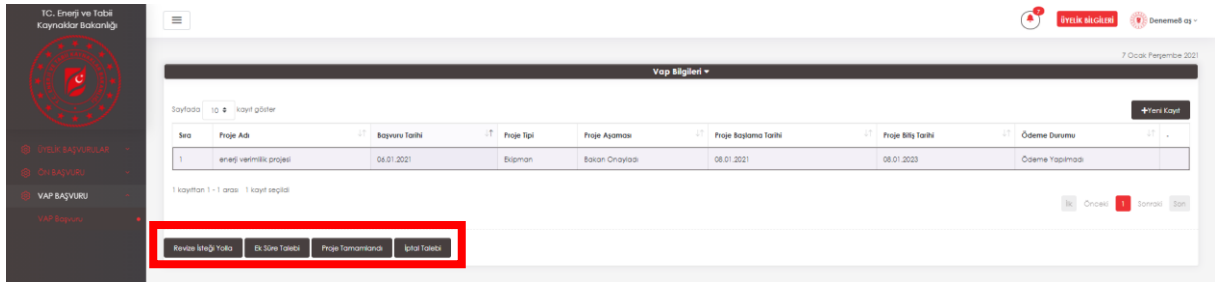 T.C. Enerji ve Tabii
Kaynaklar Bakanlığı
7
ÜYELİK BİLGİLERİ
Deneme8 aş
7 Ocak Perşembe 2021
Vap Bilgileri
Sayfada 10 kayıt göster
+Yeni Kayıt
Sıra Proje Adı Başvuru Tarihi Proje Tipi Proje Aşaması Proje Başlama Tarihi Proje Bitiş Tarihi Ödeme Durumu .
1 enerji verimlilik projesi 06.01.2021 Ekipman Bakan Onayladı 08.01.2021 08.01.2023 Ödeme Yapılmadı
1 kayıttan 1 - 1 arası 1 kayıt seçildi
İlk Önceki 1 Sonraki Son
ÜYELİK BAŞVURULAR
ÖN BAŞVURU
VAP BAŞVURU
VAP Başvuru
Revize İsteği Yolla Ek Süre Talebi Proje Tamamlandı İptal Talebi